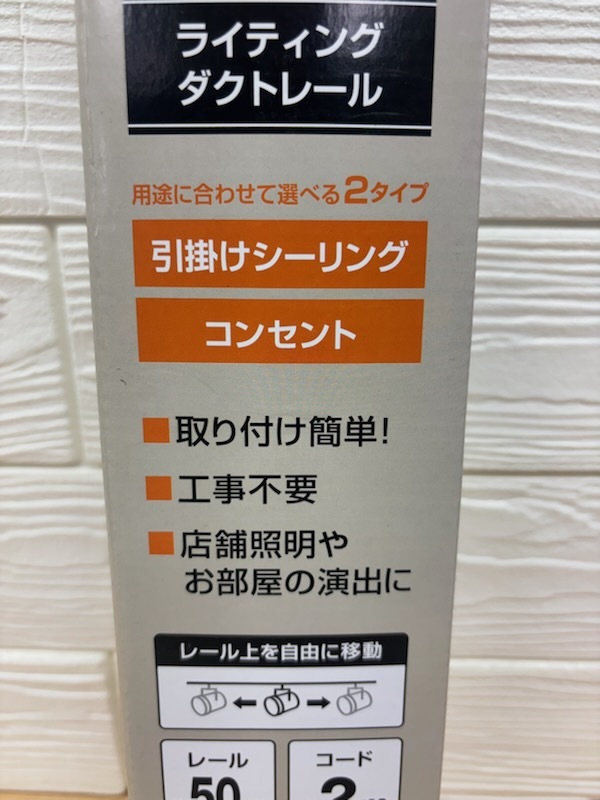 ライティング
ダクトレール
用途に合わせて選べる2タイプ
引掛けシーリング
コンセント
■取り付け簡単!
■工事不要
■店舗照明や
お部屋の演出に
レール上を自由に移動
レール コード
50